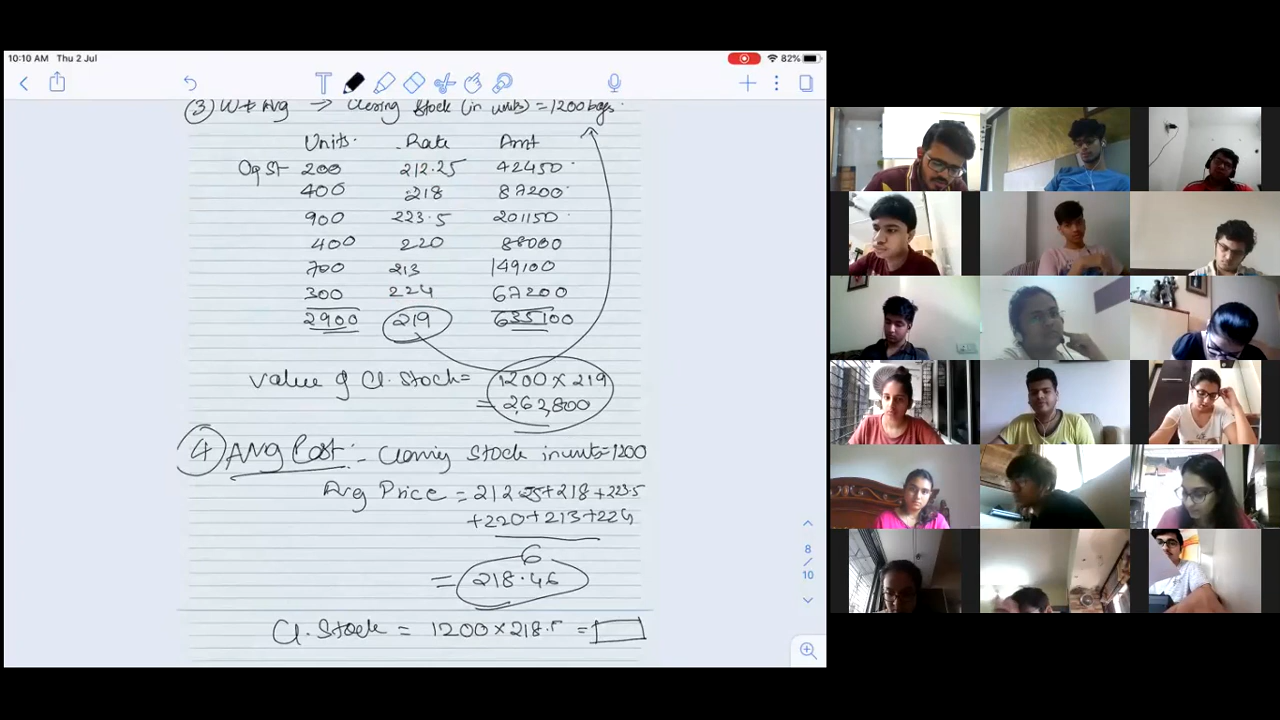 10:10 AM Thu 2 Jul
82%
T
③ Wt Avg → Closing Stock (in units) = 1200 bags.
Units Rate Amt
Op St 200 212.25 42450
400 218 87200
900 223.5 201150
400 220 88000
700 213 149100
300 224 67200
2900 219 635100
Value of Cl. Stock = 1200 × 219
= 262,800
④ Avg Cost :- Closing Stock in units = 1200
Avg Price = 212.25 + 218 + 223.5
+ 220 + 213 + 224
6
= 218.46
Cl. Stock = 1200 × 218.5 =
8
/
10